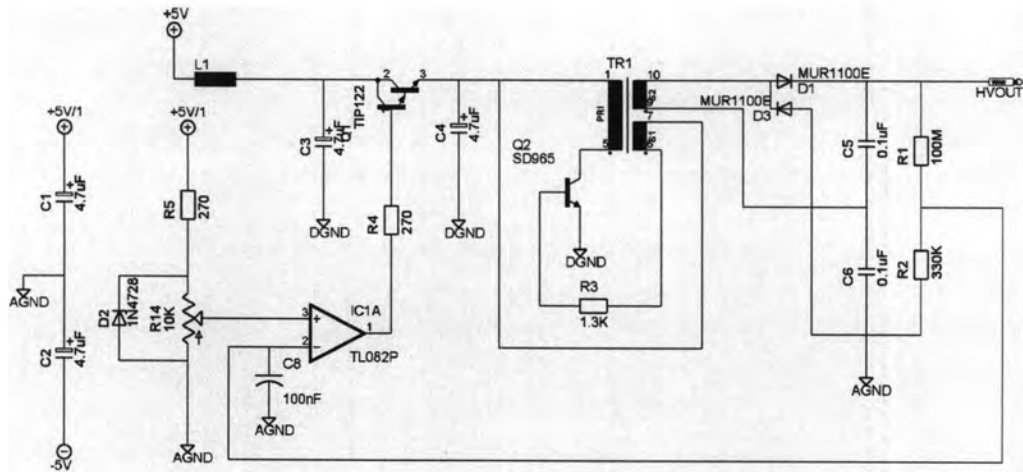 +5V
L1
2
3
TIP122
Q1
C3
4.7uF
C4
4.7uF
DGND
DGND
+5V/1
+5V/1
C1
4.7uF
AGND
C2
4.7uF
-5V
R5
270
D2
1N4728
R14
10K
AGND
R4
270
IC1A
3
2
1
TL082P
C8
100nF
AGND
TR1
1
PRI
5
10
S2
7
S1
6
Q2
SD965
DGND
R3
1.3K
MUR1100E
D1
MUR1100E
D3
HVOUT
C5
0.1uF
R1
100M
C6
0.1uF
R2
330K
AGND